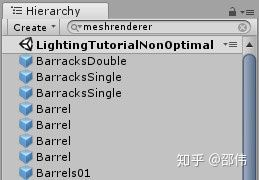 Hierarchy
Create
meshrenderer
LightingTutorialNonOptimal
BarracksDouble
BarracksSingle
BarracksSingle
Barrel
Barrel
Barrel
Barrel
Barrels01
知乎 @邵伟